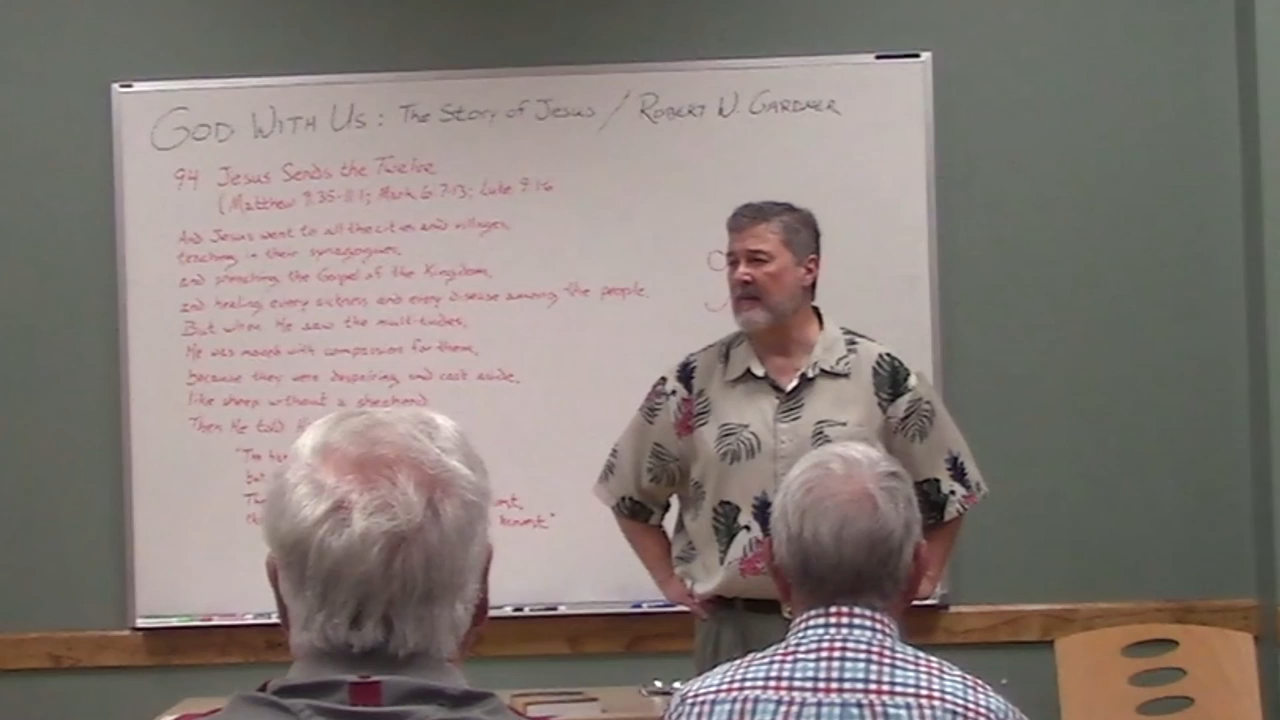 GOD WITH US: The Story of Jesus / ROBERT W. GARDNER
94 Jesus Sends the Twelve
(Matthew 9:35-11:1; Mark 6:7-13; Luke 9:1-6
And Jesus went to all the cities and villages,
teaching in their synagogues,
and preaching the Gospel of the Kingdom,
and healing every sickness and every disease among the people.
But when He saw the multitudes,
He was moved with compassion for them,
because they were despairing and cast aside,
like sheep without a shepherd.
Then He told
"The
but
harvest."